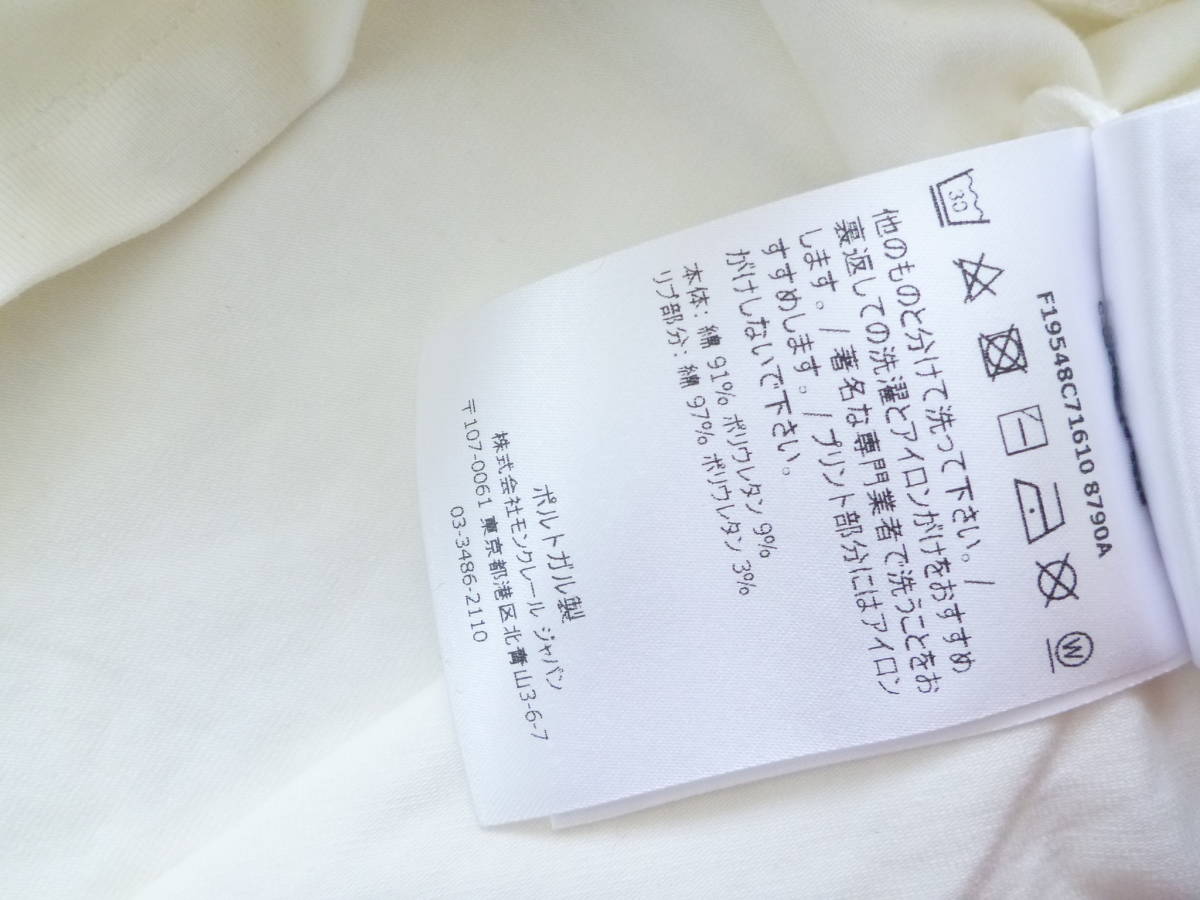 F19548C71610 8790A
30
W
他のものと分けて洗って下さい。/
裏返しての洗濯とアイロンがけをおすすめ
します。/ 著名な専門業者で洗うことをお
すすめします。/ プリント部分にはアイロン
がけしないで下さい。
本体: 綿 91% ポリウレタン 9%
リブ部分: 綿 97% ポリウレタン 3%
ポルトガル製
株式会社モンクレール ジャパン
〒107-0061 東京都港区北青山3-6-7
03-3486-2110